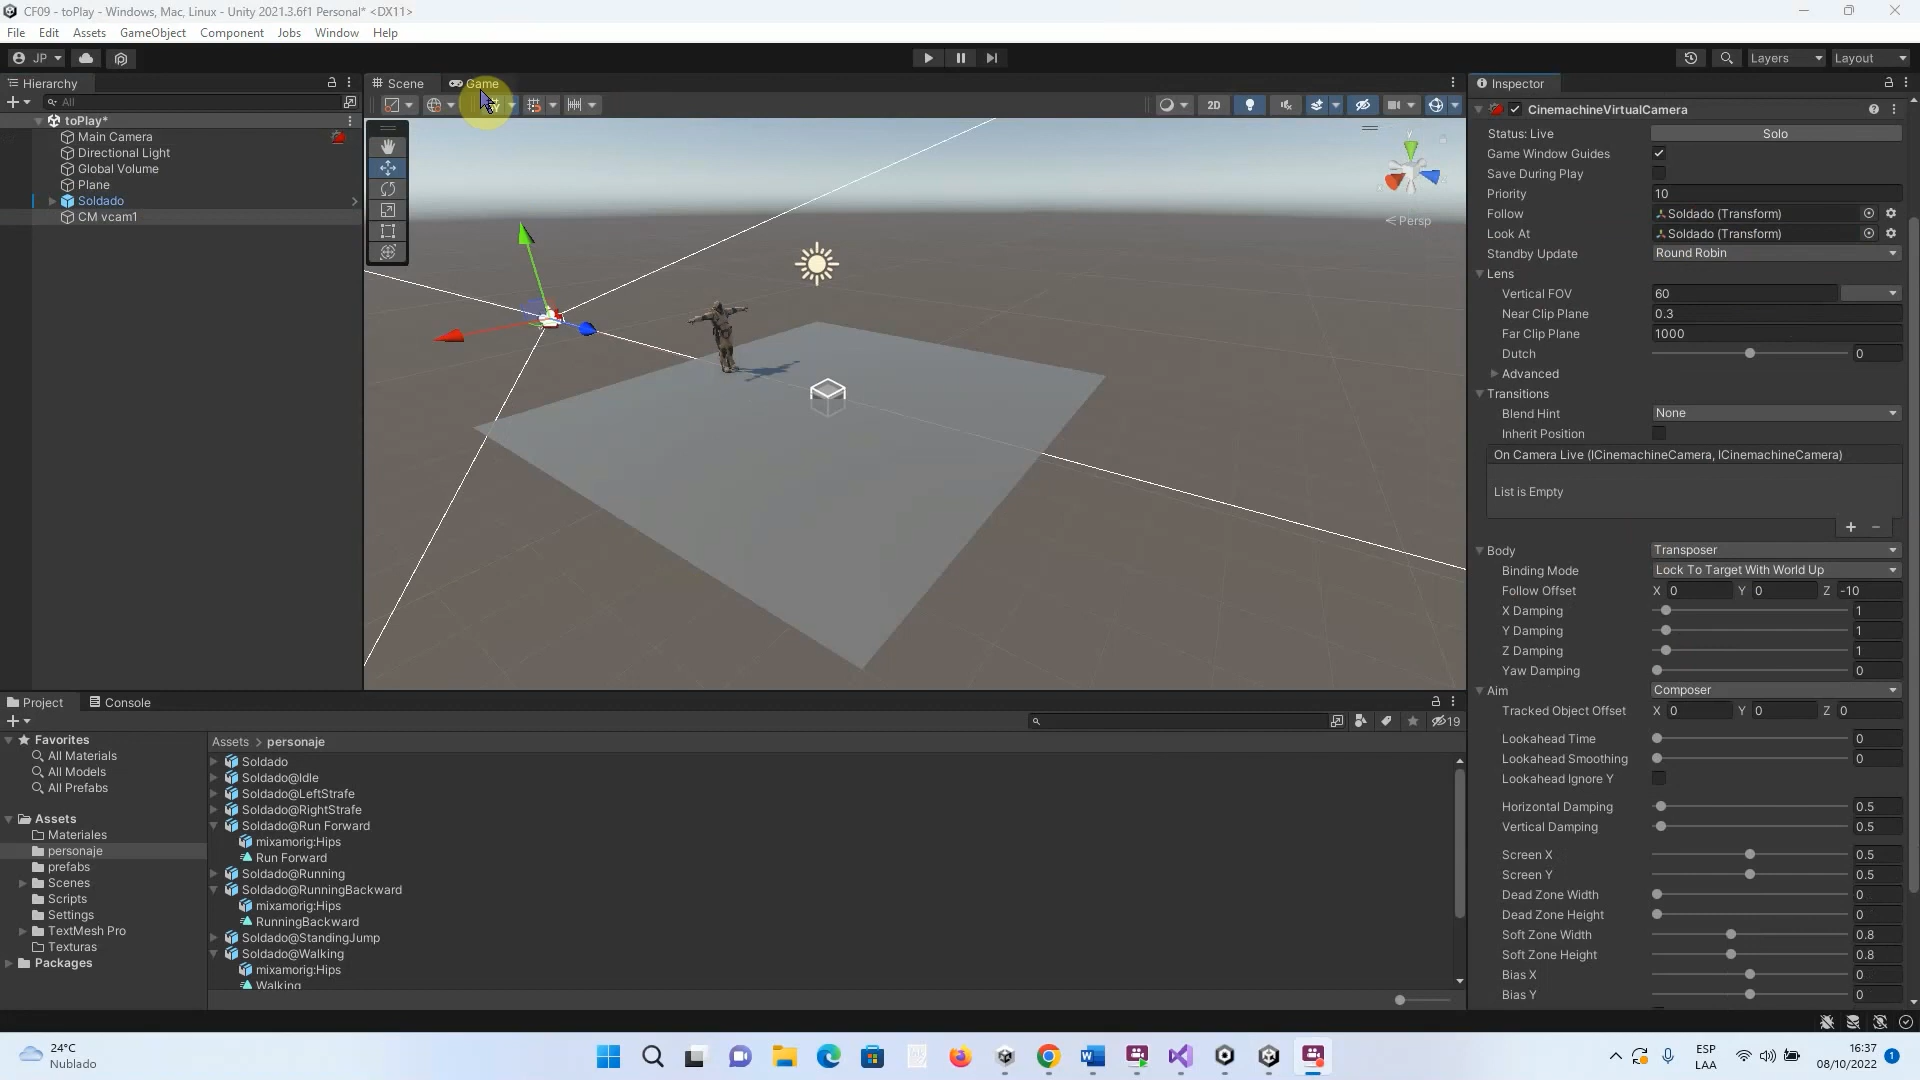 CF09 - toPlay - Windows, Mac, Linux - Unity 2021.3.6f1 Personal* <DX11>
File Edit Assets GameObject Component Jobs Window Help
JP
Layers Layout
Hierarchy
All
toPlay*
Main Camera
Directional Light
Global Volume
Plane
Soldado
CM vcam1
Scene Game
2D
y
Persp
Inspector
CinemachineVirtualCamera
Status: Live Solo
Game Window Guides
Save During Play
Priority 10
Follow Soldado (Transform)
Look At Soldado (Transform)
Standby Update Round Robin
Lens
Vertical FOV 60
Near Clip Plane 0.3
Far Clip Plane 1000
Dutch 0
Advanced
Transitions
Blend Hint None
Inherit Position
On Camera Live (ICinemachineCamera, ICinemachineCamera)
List is Empty
+ −
Body Transposer
Binding Mode Lock To Target With World Up
Follow Offset X 0 Y 0 Z -10
X Damping 1
Y Damping 1
Z Damping 1
Yaw Damping 0
Aim Composer
Tracked Object Offset X 0 Y 0 Z 0
Lookahead Time 0
Lookahead Smoothing 0
Lookahead Ignore Y
Horizontal Damping 0.5
Vertical Damping 0.5
Screen X 0.5
Screen Y 0.5
Dead Zone Width 0
Dead Zone Height 0
Soft Zone Width 0.8
Soft Zone Height 0.8
Bias X 0
Bias Y 0
Project Console
19
Favorites
All Materials
All Models
All Prefabs
Assets
Materiales
personaje
prefabs
Scenes
Scripts
Settings
TextMesh Pro
Texturas
Packages
Assets > personaje
Soldado
Soldado@Idle
Soldado@LeftStrafe
Soldado@RightStrafe
Soldado@Run Forward
mixamorig:Hips
Run Forward
Soldado@Running
Soldado@RunningBackward
mixamorig:Hips
RunningBackward
Soldado@StandingJump
Soldado@Walking
mixamorig:Hips
Walking
24°C
Nublado
ESP
LAA
16:37
08/10/2022
1